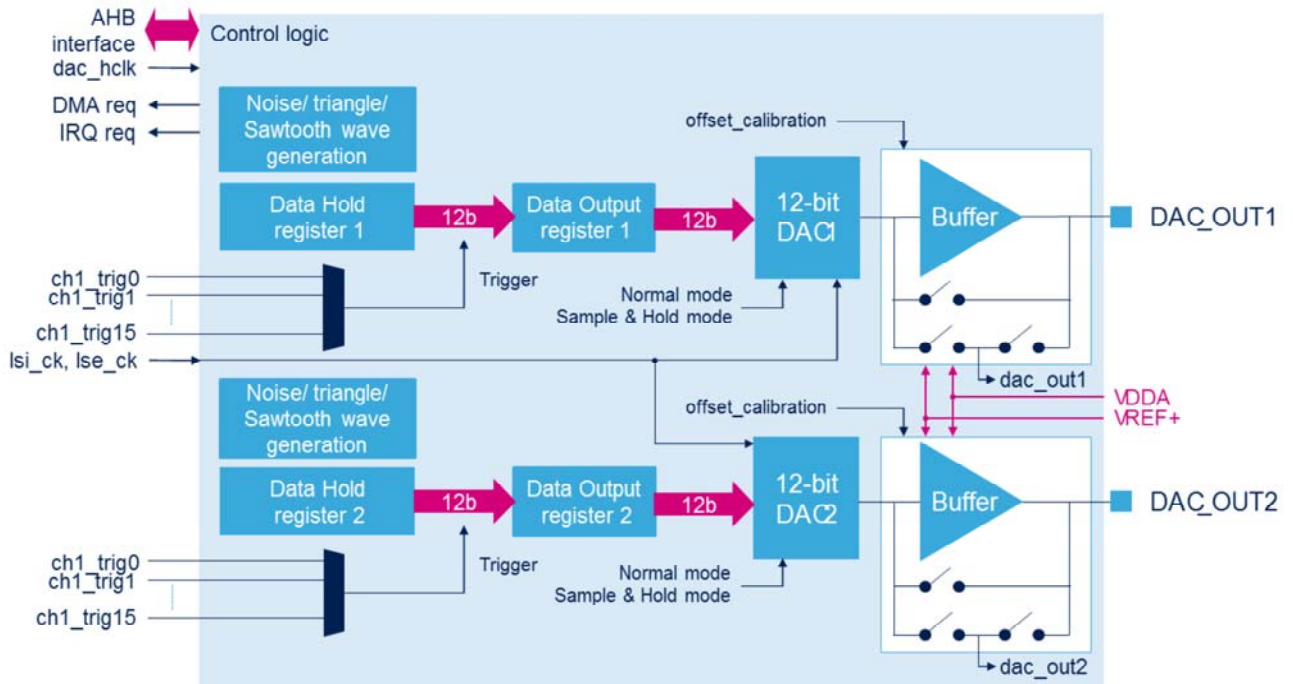 AHB
interface
Control logic
dac_hclk
DMA req
IRQ req
Noise/ triangle/
Sawtooth wave
generation
offset_calibration
Data Hold
register 1
12b
Data Output
register 1
12b
12-bit
DAC1
Buffer
DAC_OUT1
ch1_trig0
ch1_trig1
ch1_trig15
Trigger
Normal mode
Sample & Hold mode
lsi_ck, lse_ck
dac_out1
VDDA
VREF+
Noise/ triangle/
Sawtooth wave
generation
offset_calibration
Data Hold
register 2
12b
Data Output
register 2
12b
12-bit
DAC2
Buffer
DAC_OUT2
ch1_trig0
ch1_trig1
ch1_trig15
Trigger
Normal mode
Sample & Hold mode
dac_out2